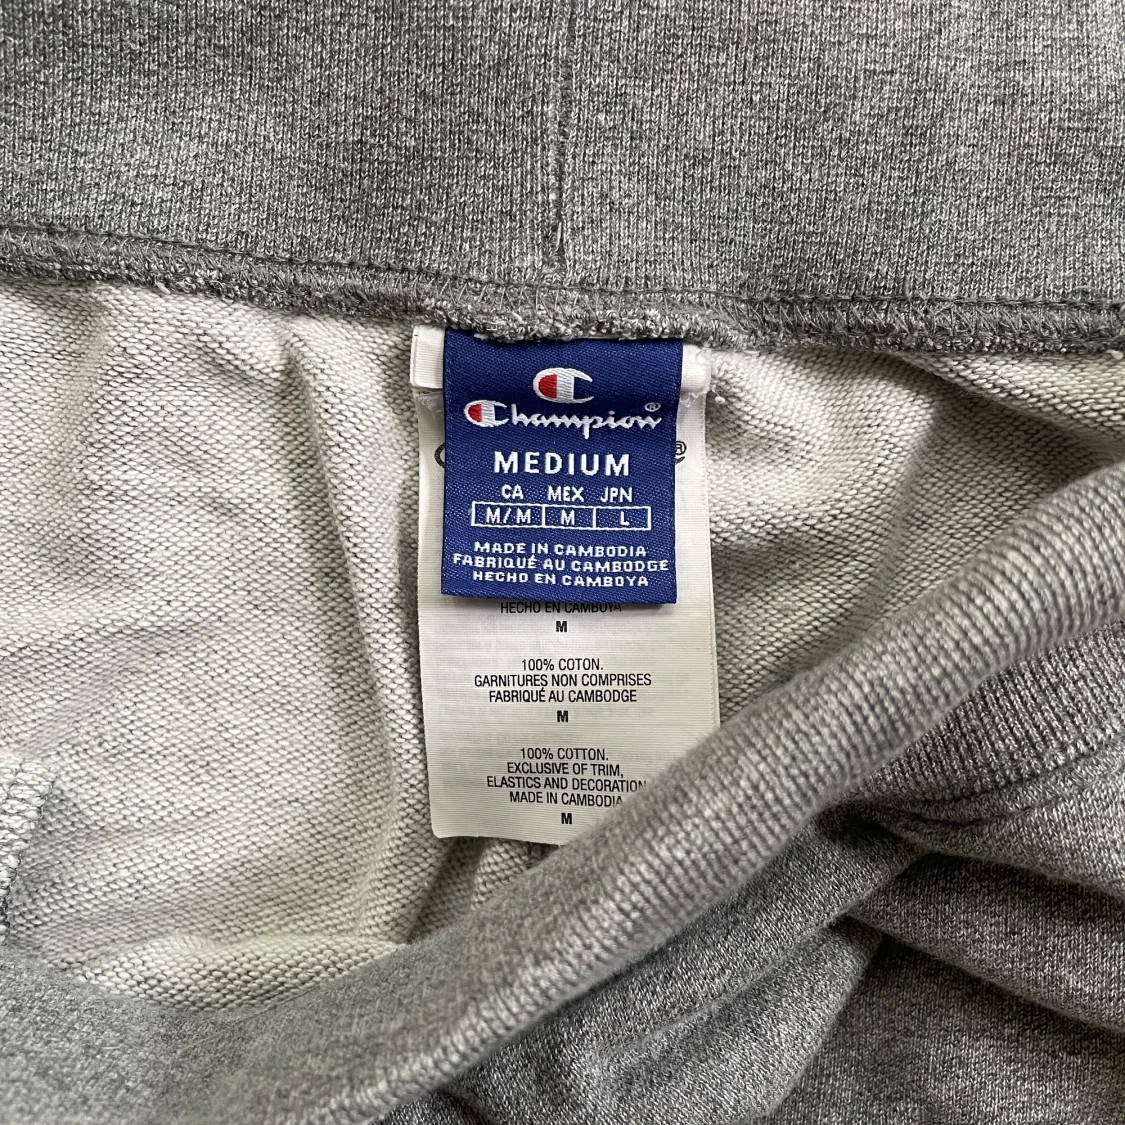 Champion®
MEDIUM
CA MEX JPN
M/M M L
MADE IN CAMBODIA
FABRIQUÉ AU CAMBODGE
HECHO EN CAMBOYA
®
HECHO EN CAMBOYA
M
100% COTON.
GARNITURES NON COMPRISES
FABRIQUÉ AU CAMBODGE
M
100% COTTON.
EXCLUSIVE OF TRIM,
ELASTICS AND DECORATION
MADE IN CAMBODIA
M